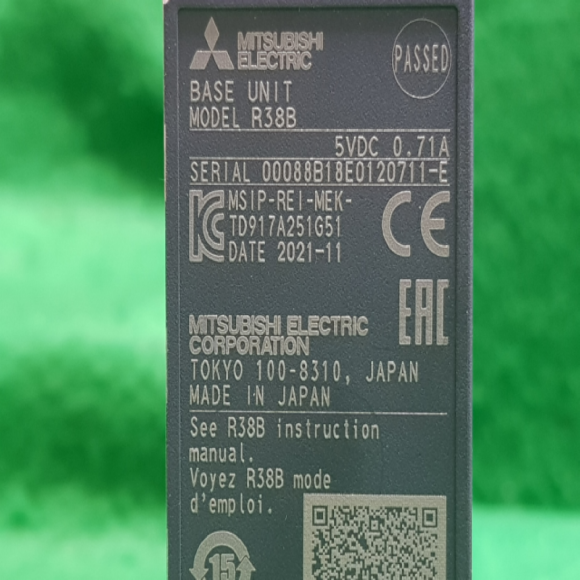 MITSUBISHI
ELECTRIC
PASSED
BASE UNIT
MODEL R38B
5VDC 0.71A
SERIAL 00088B18E0120711-E
MSIP-REI-MEK-
TD917A251G51
DATE 2021-11
CE
EAC
MITSUBISHI ELECTRIC
CORPORATION
TOKYO 100-8310, JAPAN
MADE IN JAPAN
See R38B instruction
manual.
Voyez R38B mode
d'emploi.
15